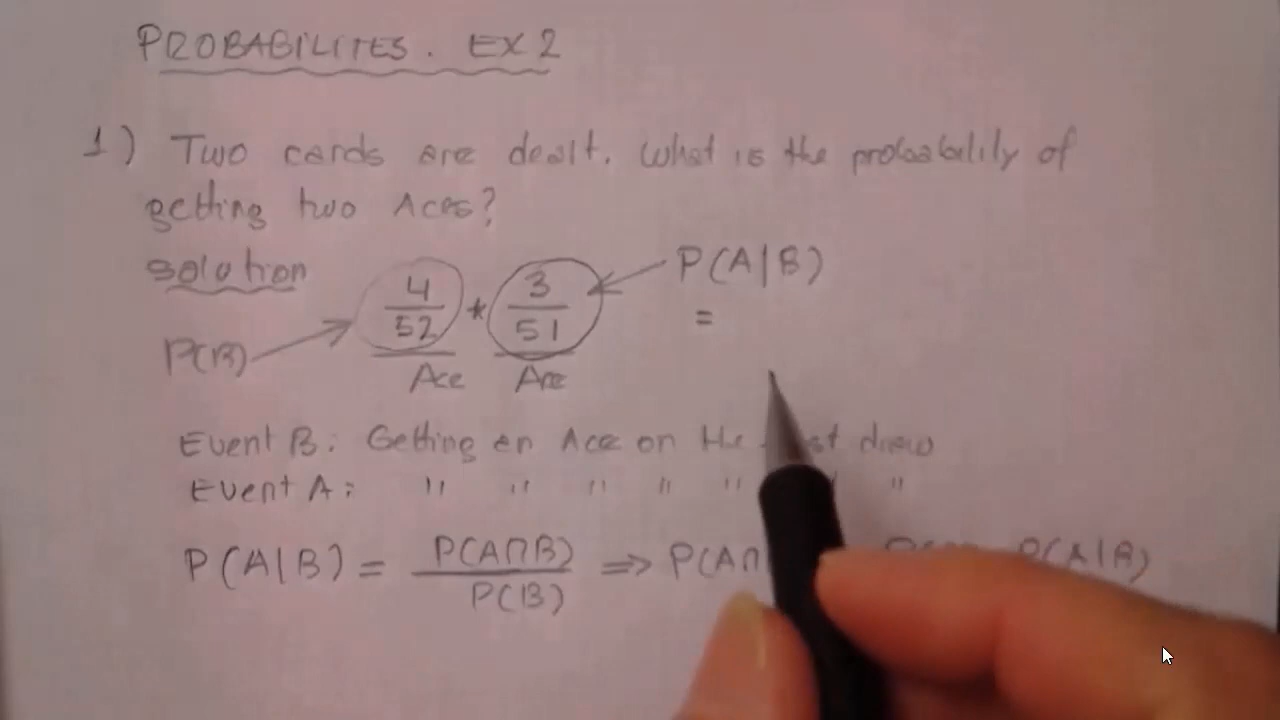 PROBABILITES. EX 2
1) Two cards are dealt. What is the probability of
getting two Aces?
solution
4/52 * 3/51
P(A|B)
=
P(B)
Ace Ace
Event B: Getting an Ace on the draw
Event A: " " " " " "
P(A|B) = P(A∩B)/P(B) => P(A∩ P(A|B)